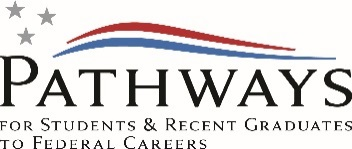 PATHWAYS
FOR STUDENTS & RECENT GRADUATES
TO FEDERAL CAREERS